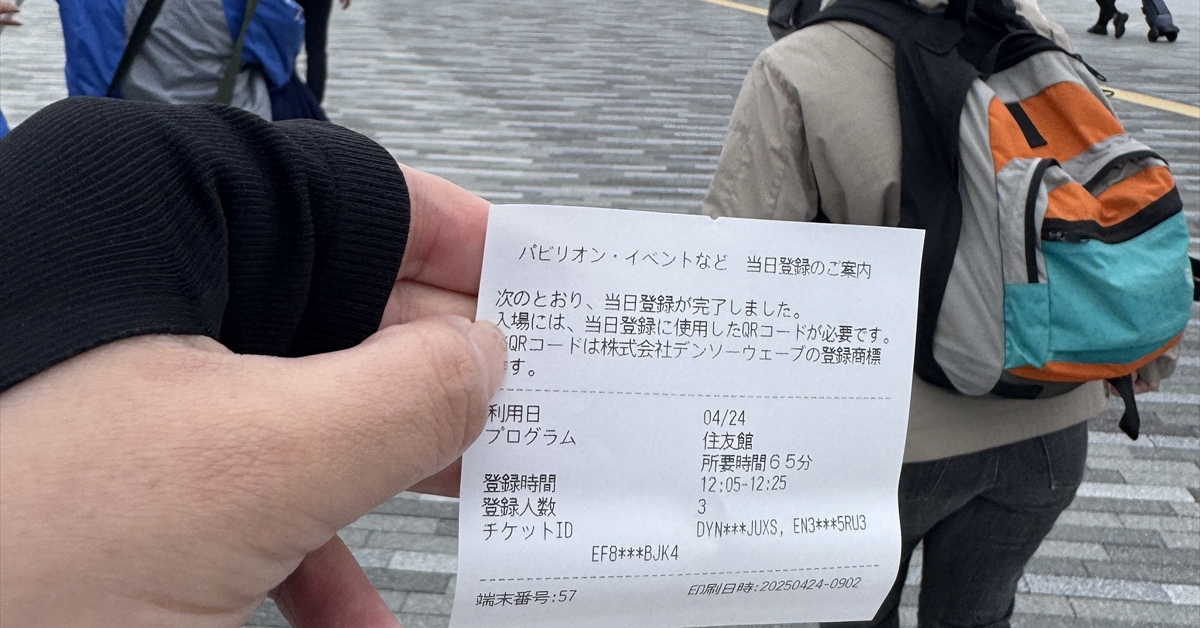 パビリオン・イベントなど 当日登録のご案内
次のとおり、当日登録が完了しました。
入場には、当日登録に使用したQRコードが必要です。
QRコードは株式会社デンソーウェーブの登録商標
す。
利用日 04/24
プログラム 住友館
所要時間65分
登録時間 12:05-12:25
登録人数 3
チケットID DYN***JUXS, EN3***5RU3
EF8***BJK4
端末番号:57 印刷日時:20250424-0902